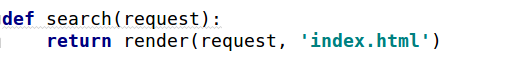 def search(request):
    return render(request, 'index.html')